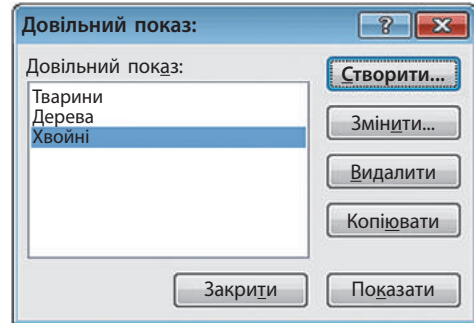 Довільний показ:
Довільний показ:
Тварини
Дерева
Хвойні
Створити...
Змінити...
Видалити
Копіювати
Закрити
Показати